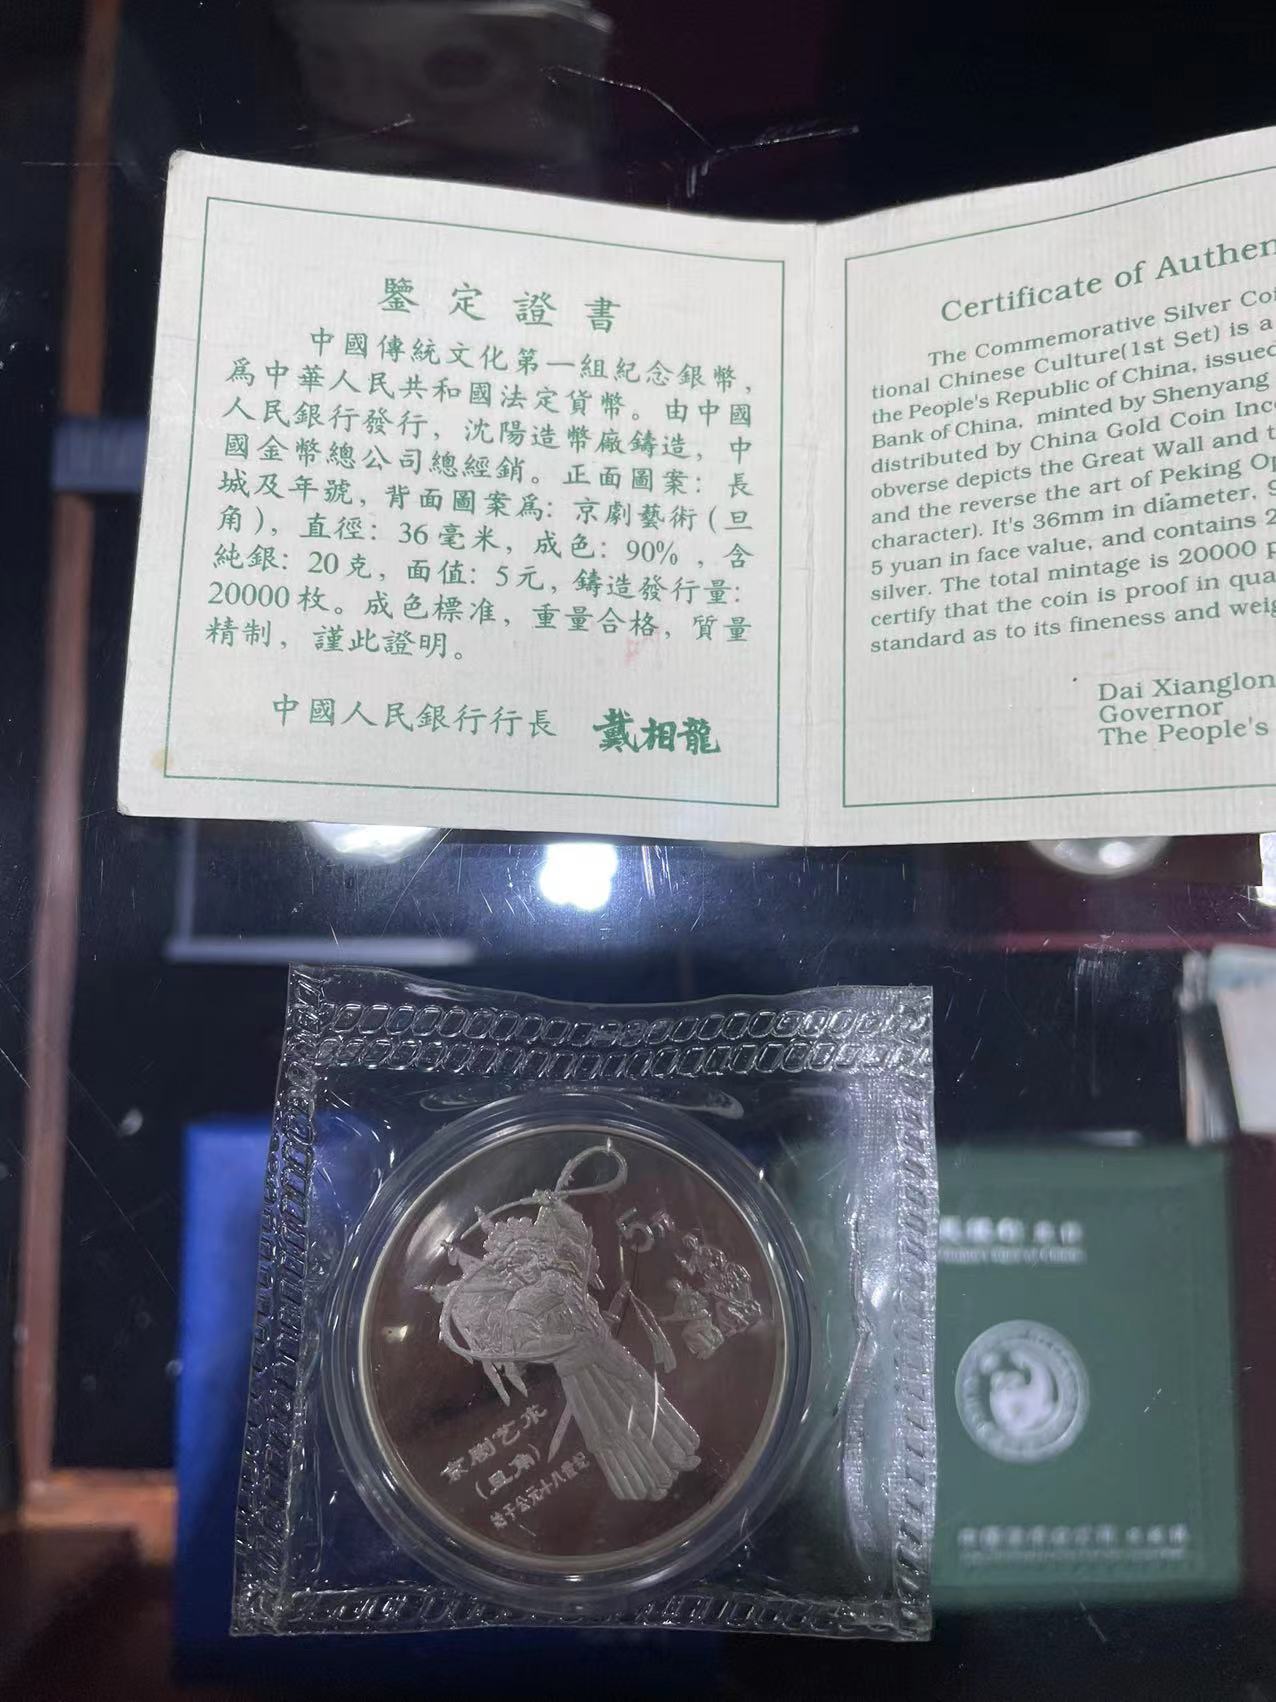 鑒定證書
中國傳統文化第一組紀念銀幣，
爲中華人民共和國法定貨幣。由中國
人民銀行發行，沈陽造幣廠鑄造，中
國金幣總公司總經銷。正面圖案：長
城及年號，背面圖案爲：京劇藝術（旦
角），直徑：36毫米，成色：90%，含
純銀：20克，面值：5元，鑄造發行量：
20000枚。成色標准，重量合格，質量
精制，謹此證明。
中國人民銀行行長 戴相龍
Certificate of Authen
The Commemorative Silver Coi
tional Chinese Culture(1st Set) is a
the People's Republic of China, issued
Bank of China, minted by Shenyang
distributed by China Gold Coin Inc
obverse depicts the Great Wall and t
and the reverse the art of Peking Op
character). It's 36mm in diameter, 9
5 yuan in face value, and contains 2
silver. The total mintage is 20000 p
certify that the coin is proof in qua
standard as to its fineness and weig
Dai Xianglon
Governor
The People's
5元
京剧艺术
(旦角)
始于公元十八世纪